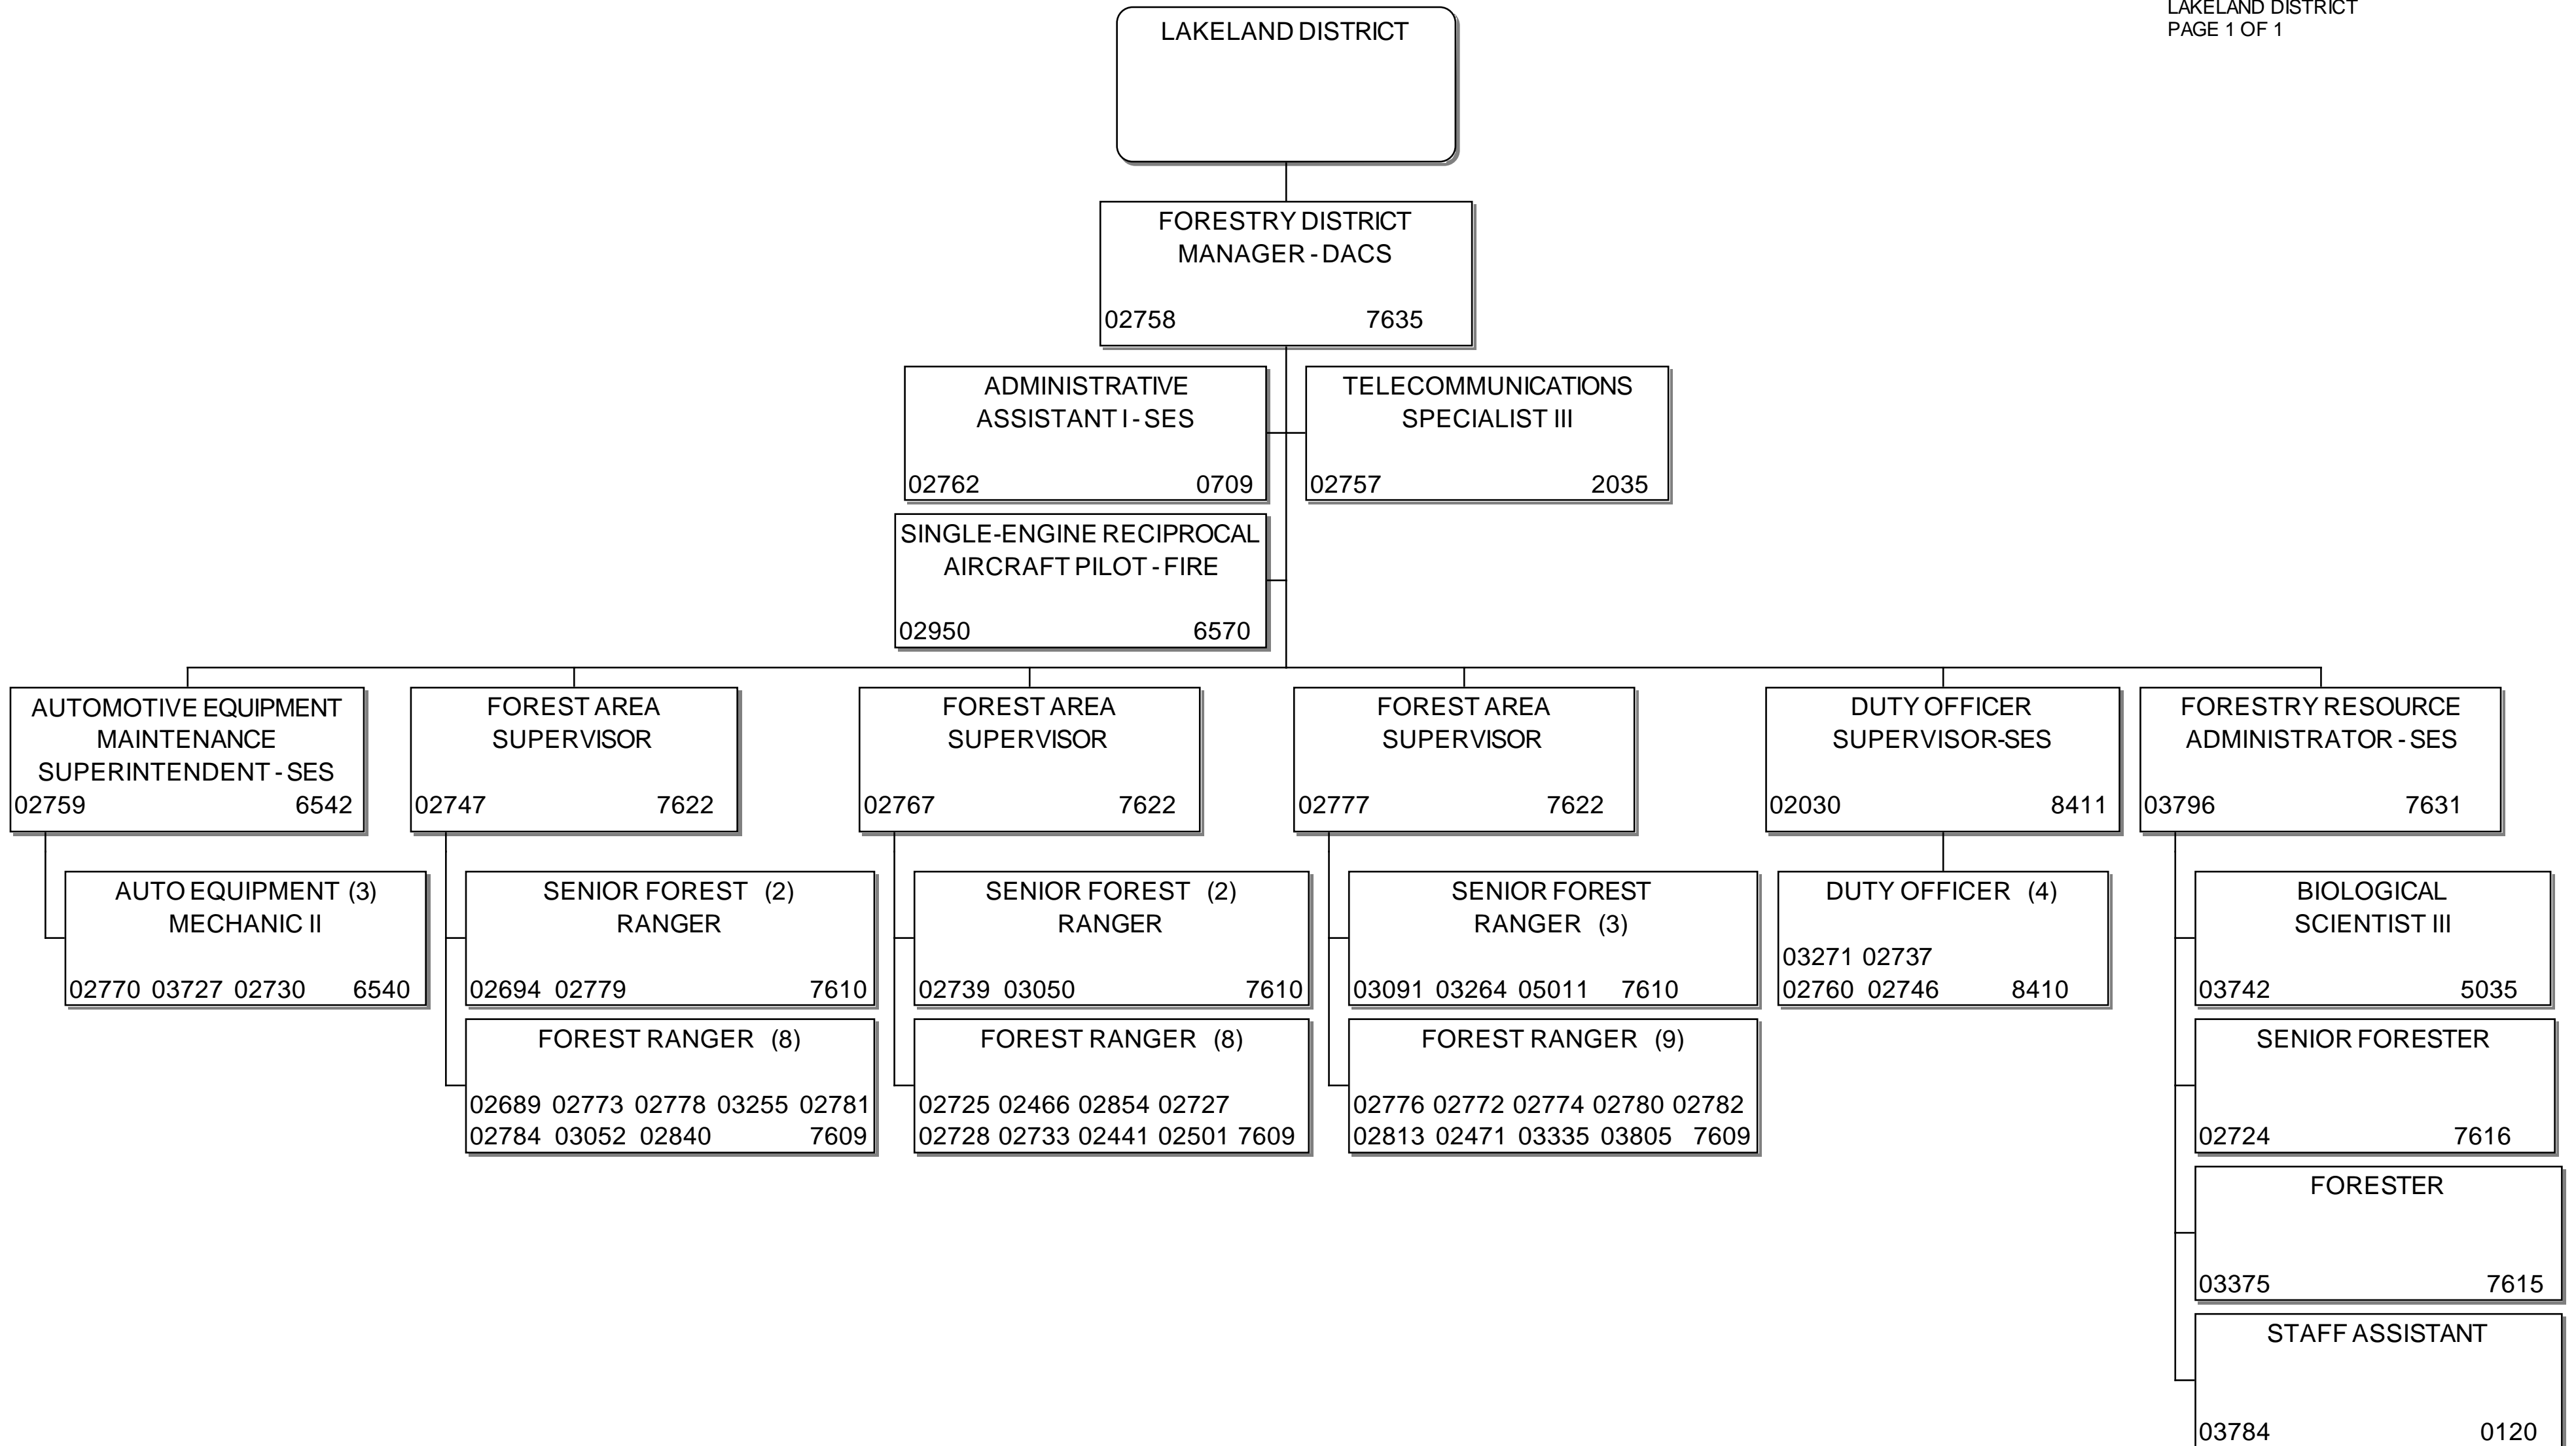 LAKELAND DISTRICT
PAGE 1 OF 1
LAKELAND DISTRICT
FORESTRY DISTRICT
MANAGER - DACS
02758 7635
ADMINISTRATIVE
ASSISTANT I - SES
02762 0709
TELECOMMUNICATIONS
SPECIALIST III
02757 2035
SINGLE-ENGINE RECIPROCAL
AIRCRAFT PILOT - FIRE
02950 6570
AUTOMOTIVE EQUIPMENT
MAINTENANCE
SUPERINTENDENT - SES
02759 6542
FOREST AREA
SUPERVISOR
02747 7622
FOREST AREA
SUPERVISOR
02767 7622
FOREST AREA
SUPERVISOR
02777 7622
DUTY OFFICER
SUPERVISOR-SES
02030 8411
FORESTRY RESOURCE
ADMINISTRATOR - SES
03796 7631
AUTO EQUIPMENT (3)
MECHANIC II
02770 03727 02730 6540
SENIOR FOREST (2)
RANGER
02694 02779 7610
SENIOR FOREST (2)
RANGER
02739 03050 7610
SENIOR FOREST
RANGER (3)
03091 03264 05011 7610
DUTY OFFICER (4)
03271 02737
02760 02746 8410
BIOLOGICAL
SCIENTIST III
03742 5035
FOREST RANGER (8)
02689 02773 02778 03255 02781
02784 03052 02840 7609
FOREST RANGER (8)
02725 02466 02854 02727
02728 02733 02441 02501 7609
FOREST RANGER (9)
02776 02772 02774 02780 02782
02813 02471 03335 03805 7609
SENIOR FORESTER
02724 7616
FORESTER
03375 7615
STAFF ASSISTANT
03784 0120